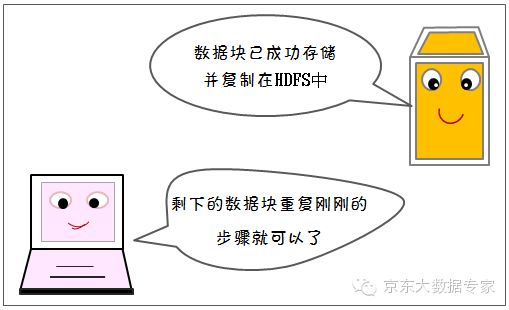 数据块已成功存储
并复制在HDFS中
剩下的数据块重复刚刚的
步骤就可以了
京东大数据专家